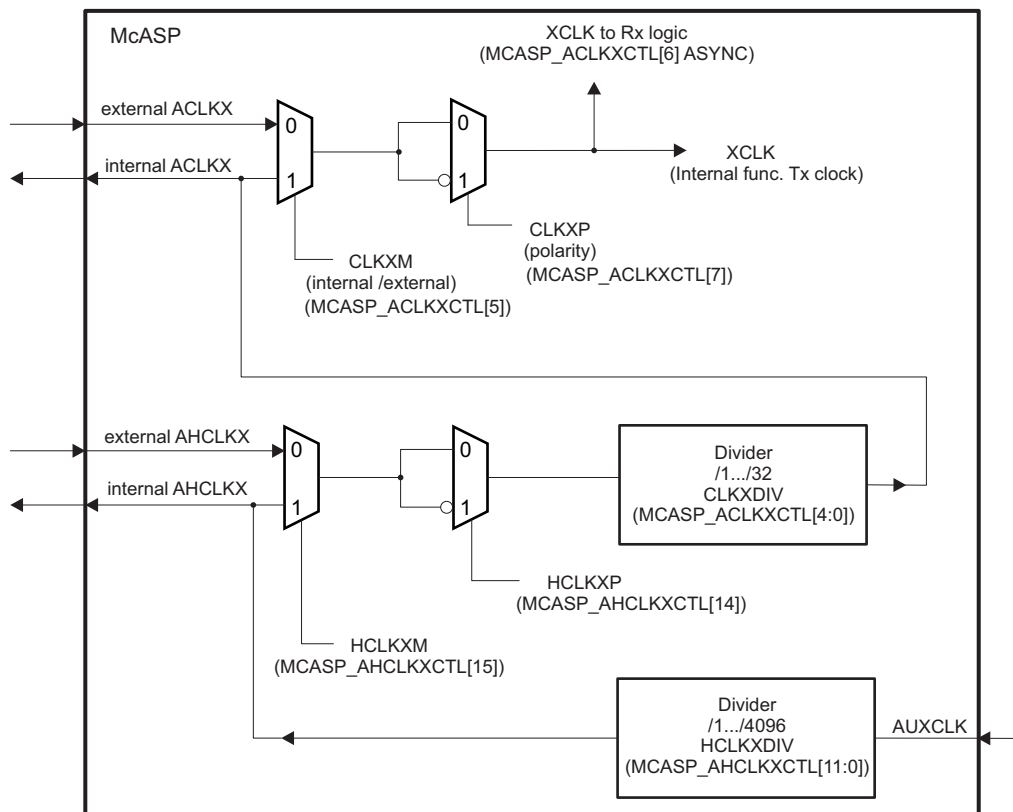 McASP
XCLK to Rx logic
(MCASP_ACLKXCTL[6] ASYNC)
external ACLKX
0
0
internal ACLKX
1
1
XCLK
(Internal func. Tx clock)
CLKXP
(polarity)
(MCASP_ACLKXCTL[7])
CLKXM
(internal /external)
(MCASP_ACLKXCTL[5])
external AHCLKX
0
0
internal AHCLKX
1
1
Divider
/1.../32
CLKXDIV
(MCASP_ACLKXCTL[4:0])
HCLKXP
(MCASP_AHCLKXCTL[14])
HCLKXM
(MCASP_AHCLKXCTL[15])
Divider
/1.../4096
HCLKXDIV
(MCASP_AHCLKXCTL[11:0])
AUXCLK